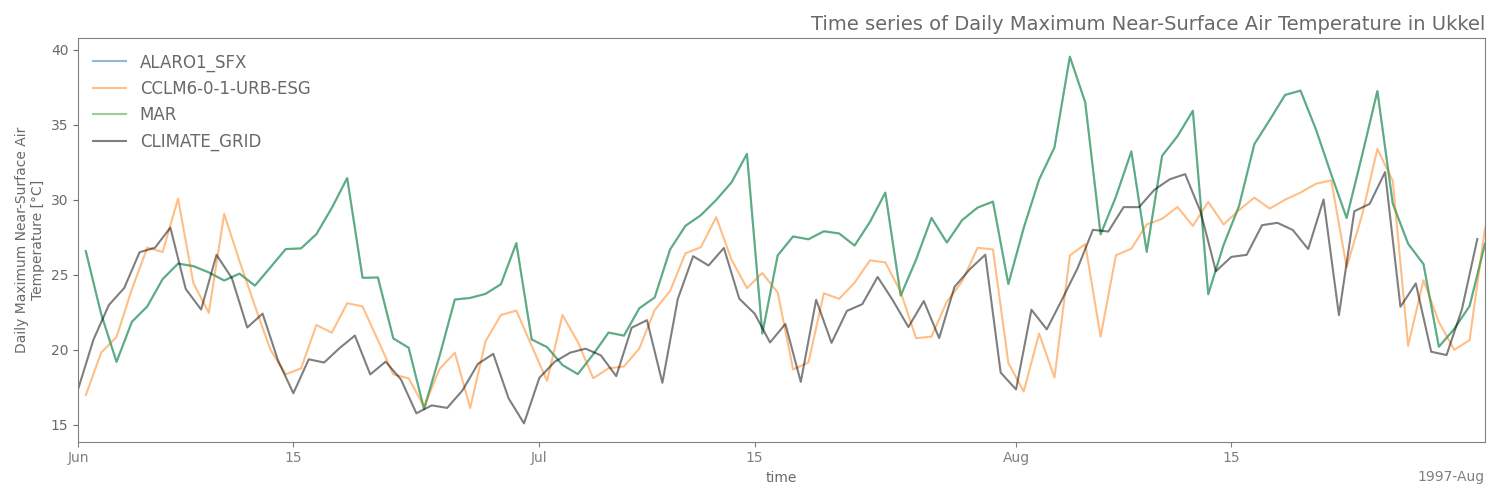 Time series of Daily Maximum Near-Surface Air Temperature in Ukkel
ALARO1_SFX
CCLM6-0-1-URB-ESG
MAR
CLIMATE_GRID
Daily Maximum Near-Surface Air
Temperature [°C]
40
35
30
25
20
15
Jun
15
Jul
15
Aug
15
time
1997-Aug